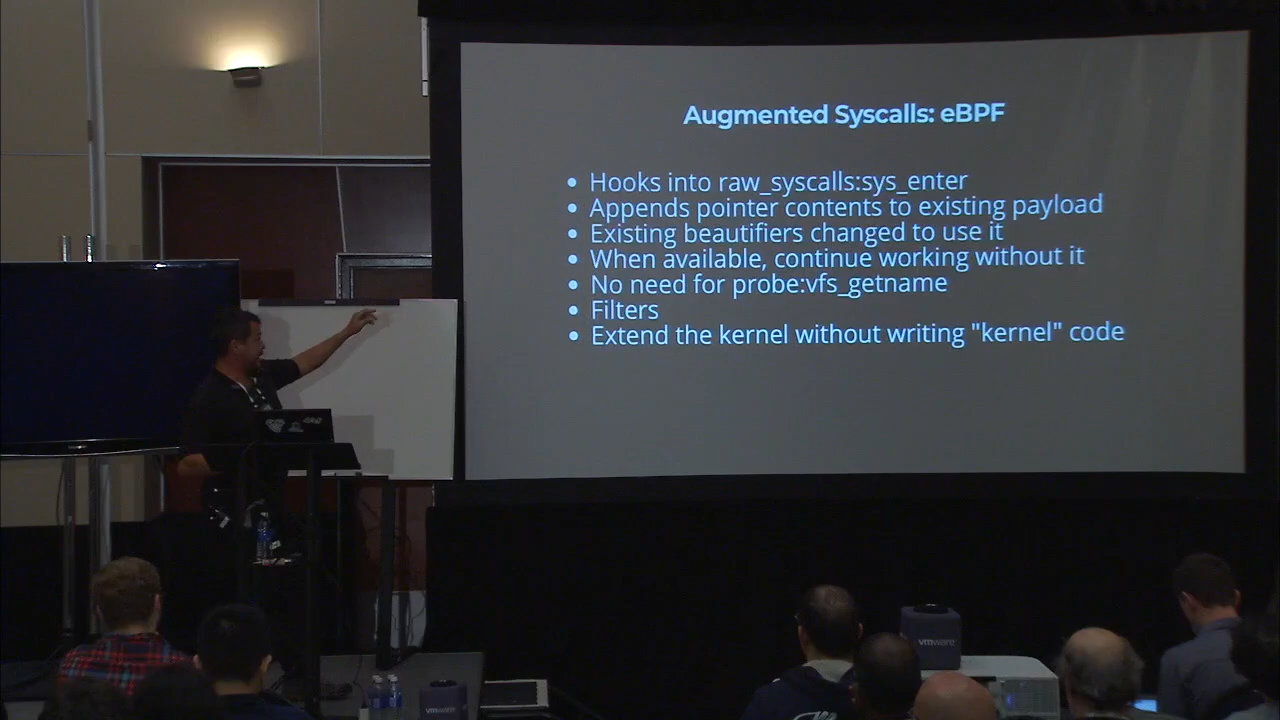 Augmented Syscalls: eBPF
• Hooks into raw_syscalls:sys_enter
• Appends pointer contents to existing payload
• Existing beautifiers changed to use it
• When available, continue working without it
• No need for probe:vfs_getname
• Filters
• Extend the kernel without writing "kernel" code
vmware
vmware